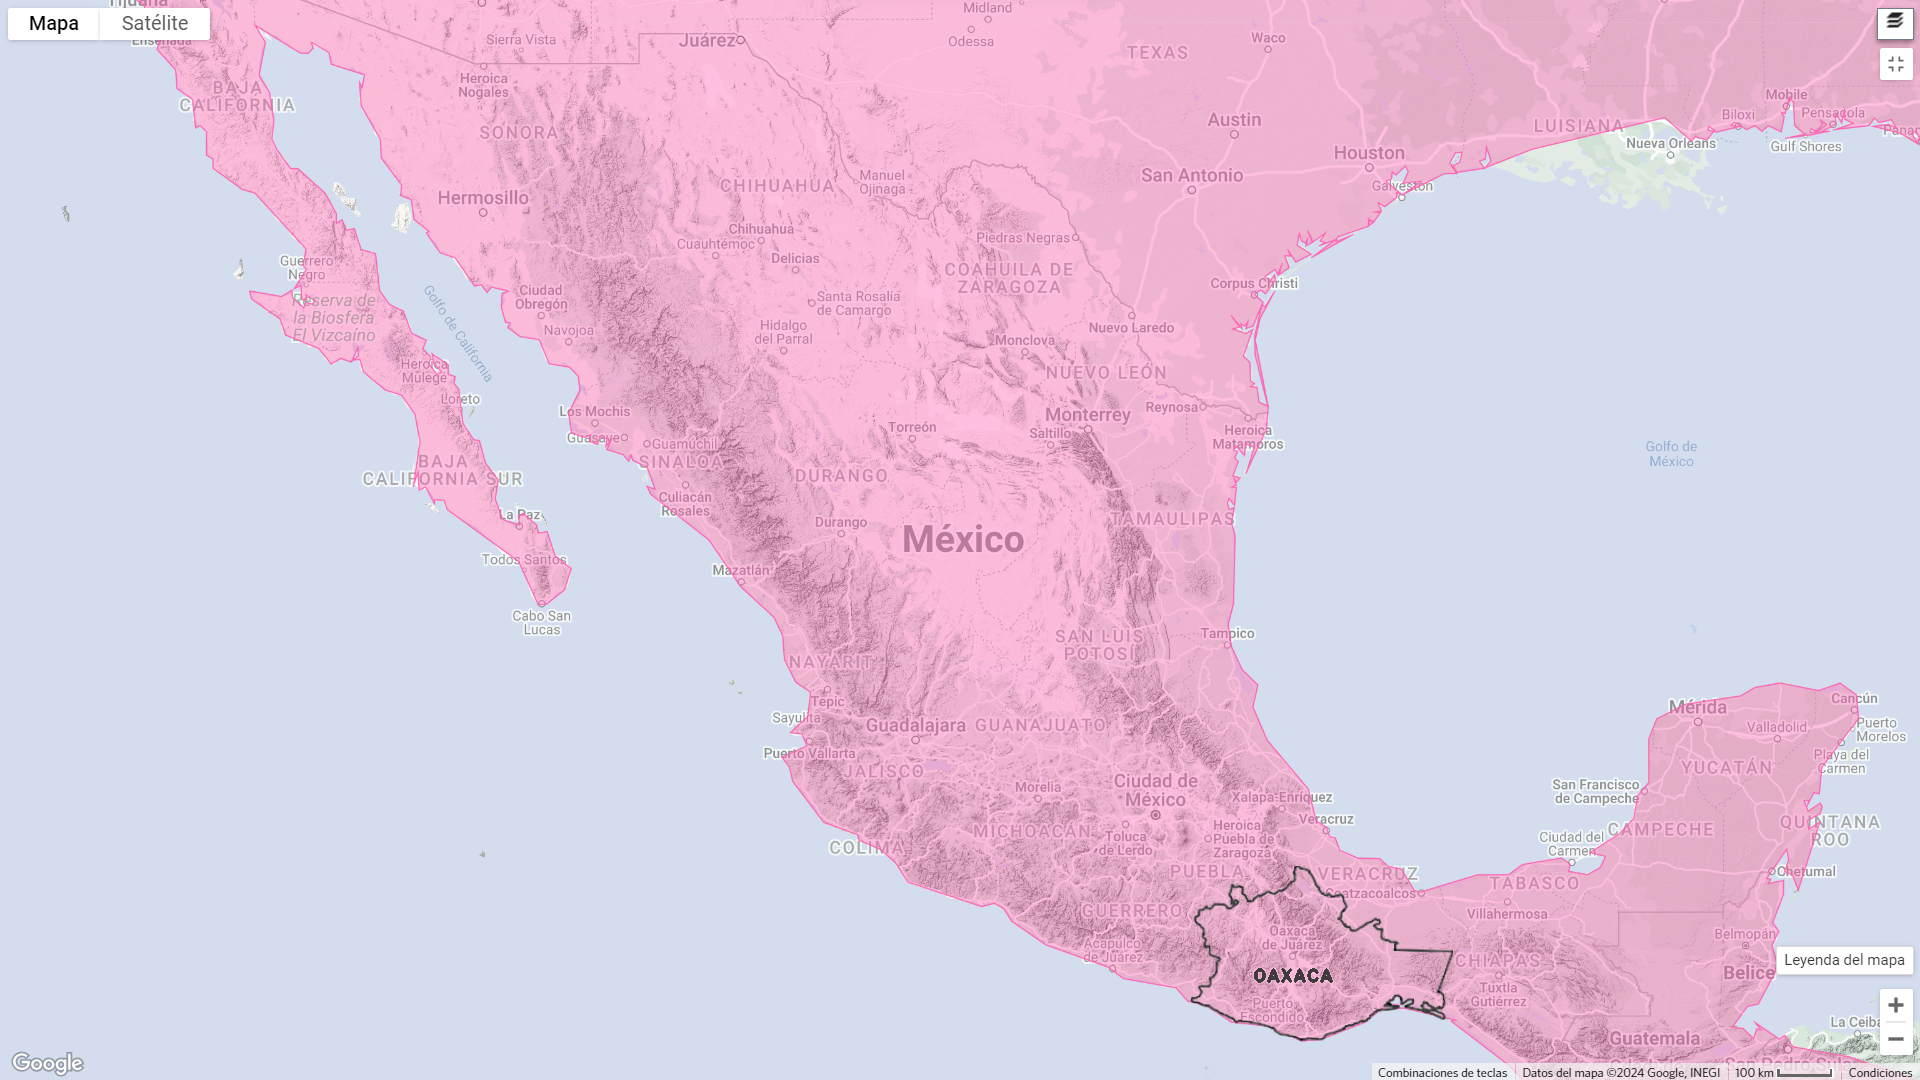 Tijuana
Mapa
Satélite
Ensenada
Sierra Vista
Juárez
Midland
Odessa
TEXAS
Waco
Heroica
Nogales
BAJA
CALIFORNIA
SONORA
Austin
Mobile
Biloxi
Pensacola
LUISIANA
Nueva Orleans
Gulf Shores
Houston
Galveston
San Antonio
Manuel
Ojinaga
CHIHUAHUA
Hermosillo
Chihuahua
Cuauhtémoc
Delicias
Piedras Negras
Guerrero
Negro
COAHUILA DE
ZARAGOZA
Corpus Christi
Reserva de
la Biosfera
El Vizcaíno
Golfo de California
Ciudad
Obregón
Navojoa
Santa Rosalía
de Camargo
Hidalgo
del Parral
Nuevo Laredo
Monclova
Heroica
Mulegé
NUEVO LEÓN
Loreto
Los Mochis
Guasave
Guamúchil
Torreón
Monterrey
Saltillo
Reynosa
Heroica
Matamoros
Golfo de
México
BAJA
CALIFORNIA SUR
SINALOA
DURANGO
Culiacán
Rosales
La Paz
Durango
México
TAMAULIPAS
Todos Santos
Mazatlán
Cabo San
Lucas
SAN LUIS
POTOSÍ
Tampico
NAYARIT
Tepic
Sayulita
Guadalajara
GUANAJUATO
Puerto Vallarta
JALISCO
Mérida
Cancún
Valladolid
Puerto
Morelos
Playa del
Carmen
YUCATÁN
San Francisco
de Campeche
Morelia
Ciudad de
México
Xalapa-Enríquez
Veracruz
MICHOACÁN
Toluca
de Lerdo
Heroica
Puebla de
Zaragoza
COLIMA
Ciudad del
Carmen
CAMPECHE
QUINTANA
ROO
Chetumal
PUEBLA
VERACRUZ
Coatzacoalcos
TABASCO
Villahermosa
GUERRERO
Acapulco
de Juárez
Oaxaca
de Juárez
OAXACA
CHIAPAS
Tuxtla
Gutiérrez
Puerto
Escondido
Belmopán
Belice
Leyenda del mapa
La Ceiba
Guatemala
San Pedro Sula
Google
Combinaciones de teclas
Datos del mapa ©2024 Google, INEGI
100 km
Condiciones